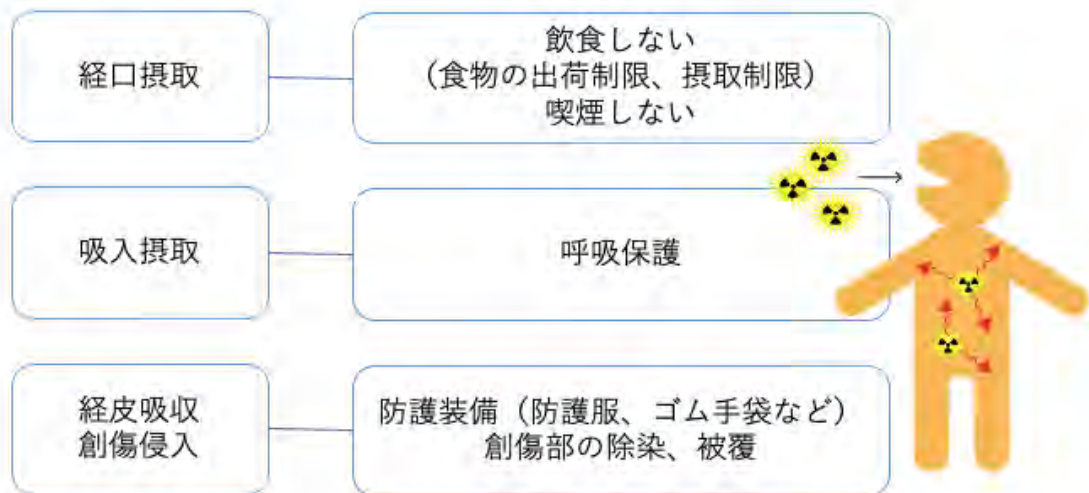 経口摂取
飲食しない
（食物の出荷制限、摂取制限）
喫煙しない
吸入摂取
呼吸保護
経皮吸収
創傷侵入
防護装備（防護服、ゴム手袋など）
創傷部の除染、被覆